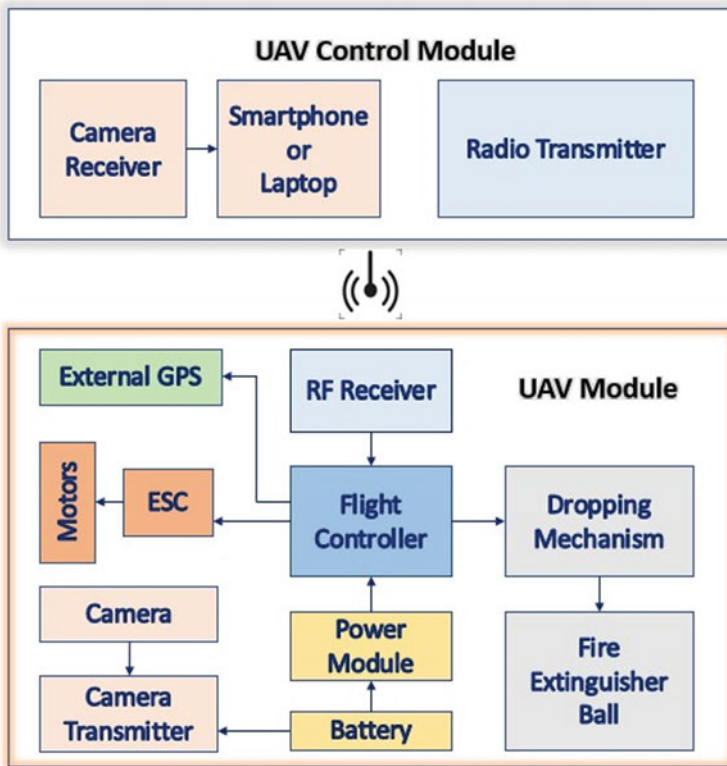 UAV Control Module
Camera
Receiver
Smartphone
or
Laptop
Radio Transmitter
External GPS
RF Receiver
UAV Module
Motors
ESC
Flight
Controller
Dropping
Mechanism
Camera
Power
Module
Fire
Extinguisher
Ball
Camera
Transmitter
Battery